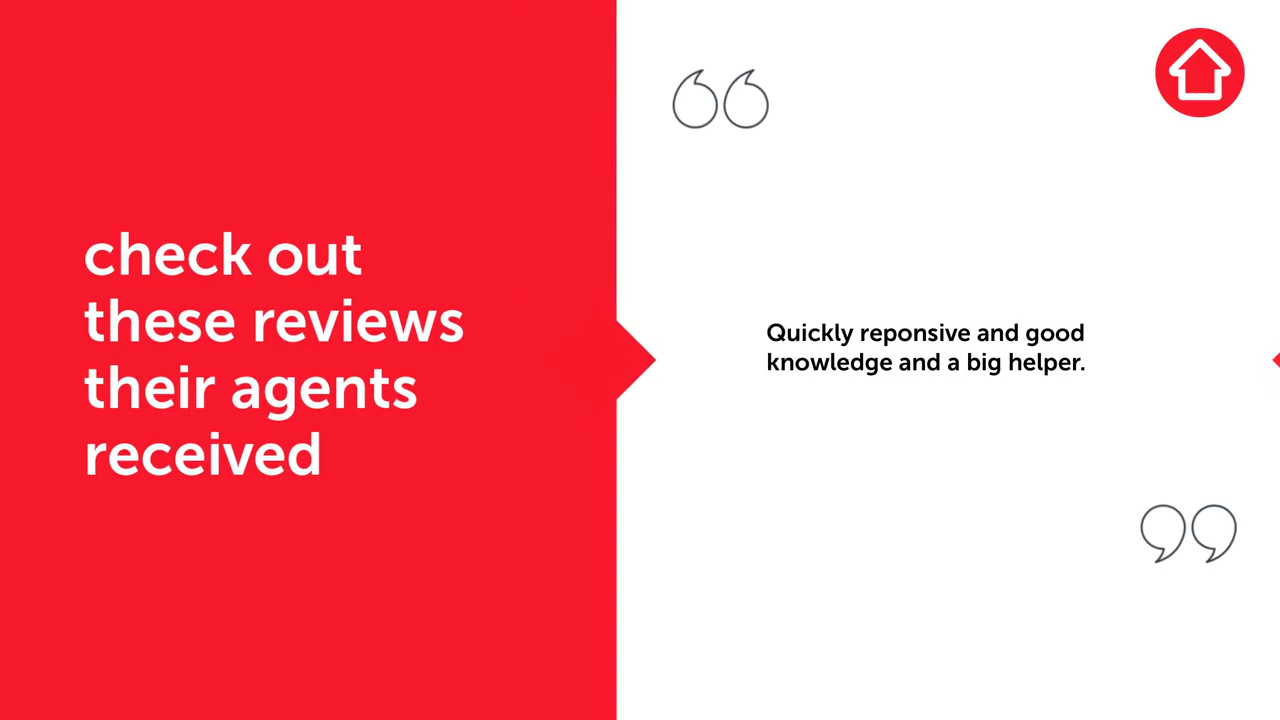 check out
these reviews
their agents
received
Quickly reponsive and good
knowledge and a big helper.